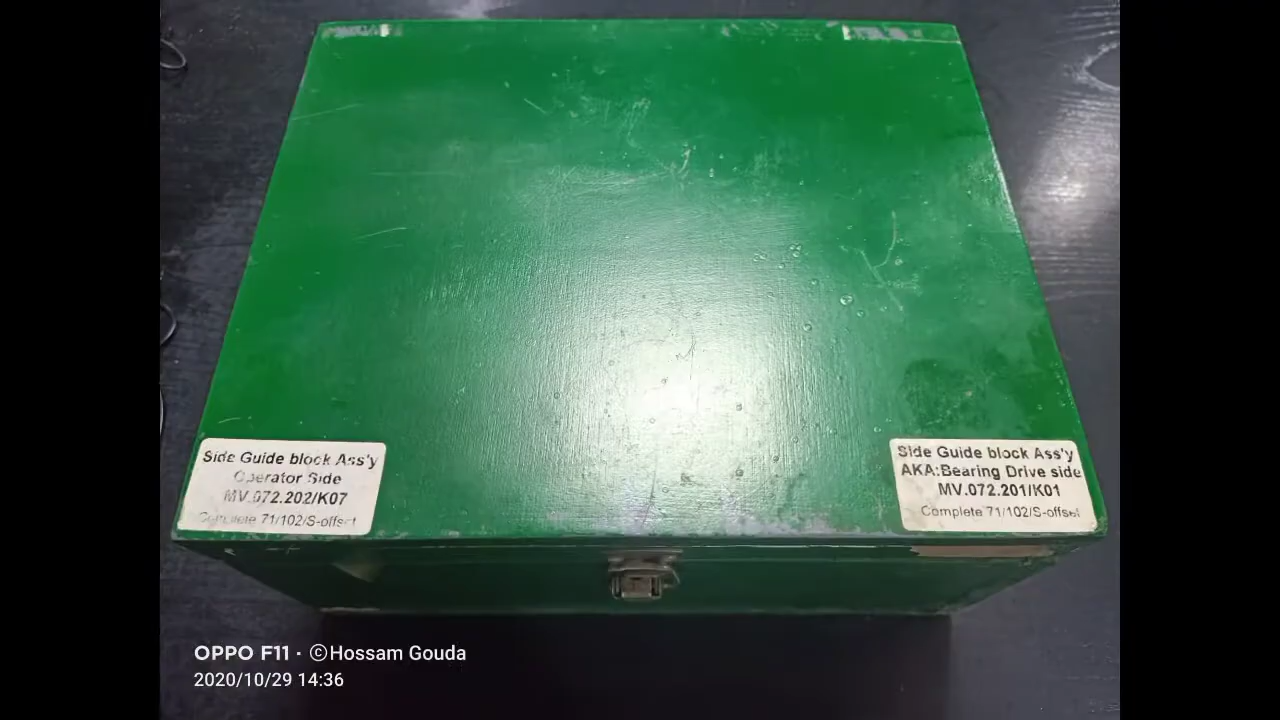 Side Guide block Ass'y
Operator Side
MV.072.202/K07
Complete 71/102/S-offset
Side Guide block Ass'y
AKA:Bearing Drive side
MV.072.201/K01
Complete 71/102/S-offset
OPPO F11 · ©Hossam Gouda
2020/10/29 14:36